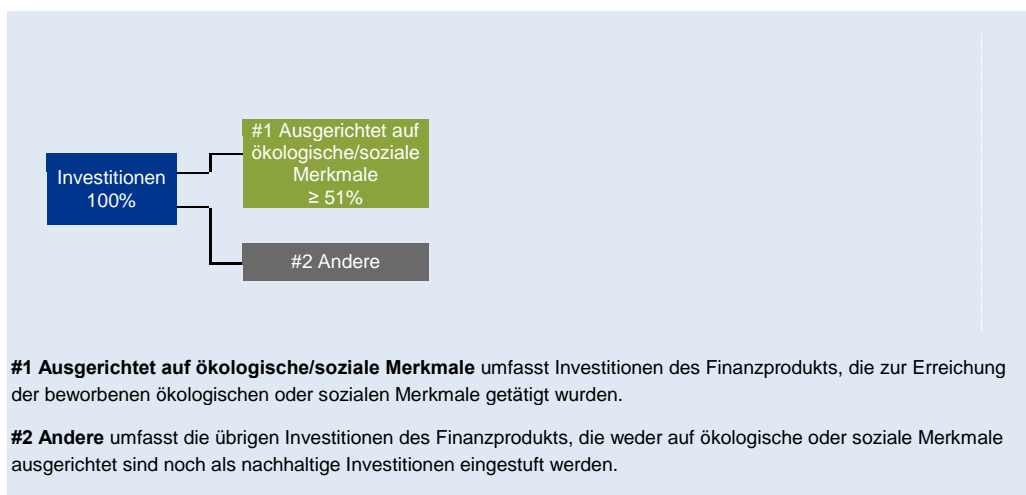 #1 Ausgerichtet auf
ökologische/soziale
Merkmale
≥ 51%
Investitionen
100%
#2 Andere
#1 Ausgerichtet auf ökologische/soziale Merkmale umfasst Investitionen des Finanzprodukts, die zur Erreichung
der beworbenen ökologischen oder sozialen Merkmale getätigt wurden.
#2 Andere umfasst die übrigen Investitionen des Finanzprodukts, die weder auf ökologische oder soziale Merkmale
ausgerichtet sind noch als nachhaltige Investitionen eingestuft werden.